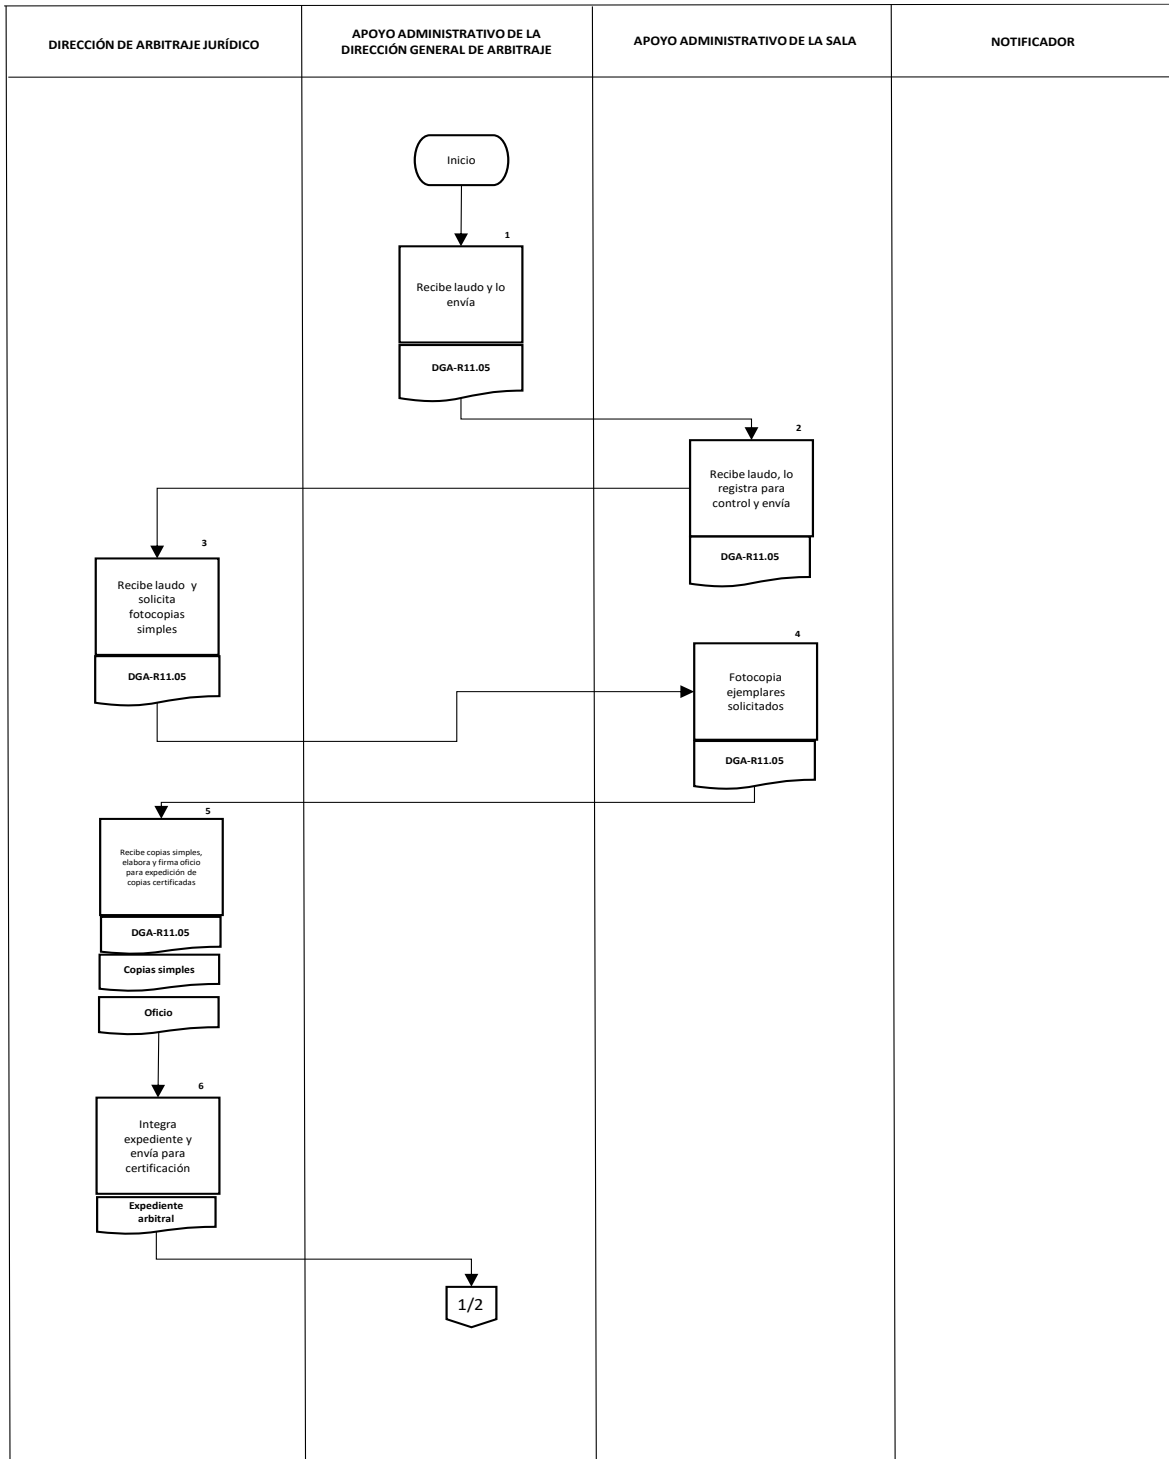 DIRECCIÓN DE ARBITRAJE JURÍDICO
APOYO ADMINISTRATIVO DE LA
DIRECCIÓN GENERAL DE ARBITRAJE
APOYO ADMINISTRATIVO DE LA SALA
NOTIFICADOR
Inicio
1
Recibe laudo y lo
envía
DGA-R11.05
2
Recibe laudo, lo
registra para
control y envía
DGA-R11.05
3
Recibe laudo y
solicita
fotocopias
simples
DGA-R11.05
4
Fotocopia
ejemplares
solicitados
DGA-R11.05
5
Recibe copias simples,
elabora y firma oficio
para expedición de
copias certificadas
DGA-R11.05
Copias simples
Oficio
6
Integra
expediente y
envía para
certificación
Expediente
arbitral
1/2